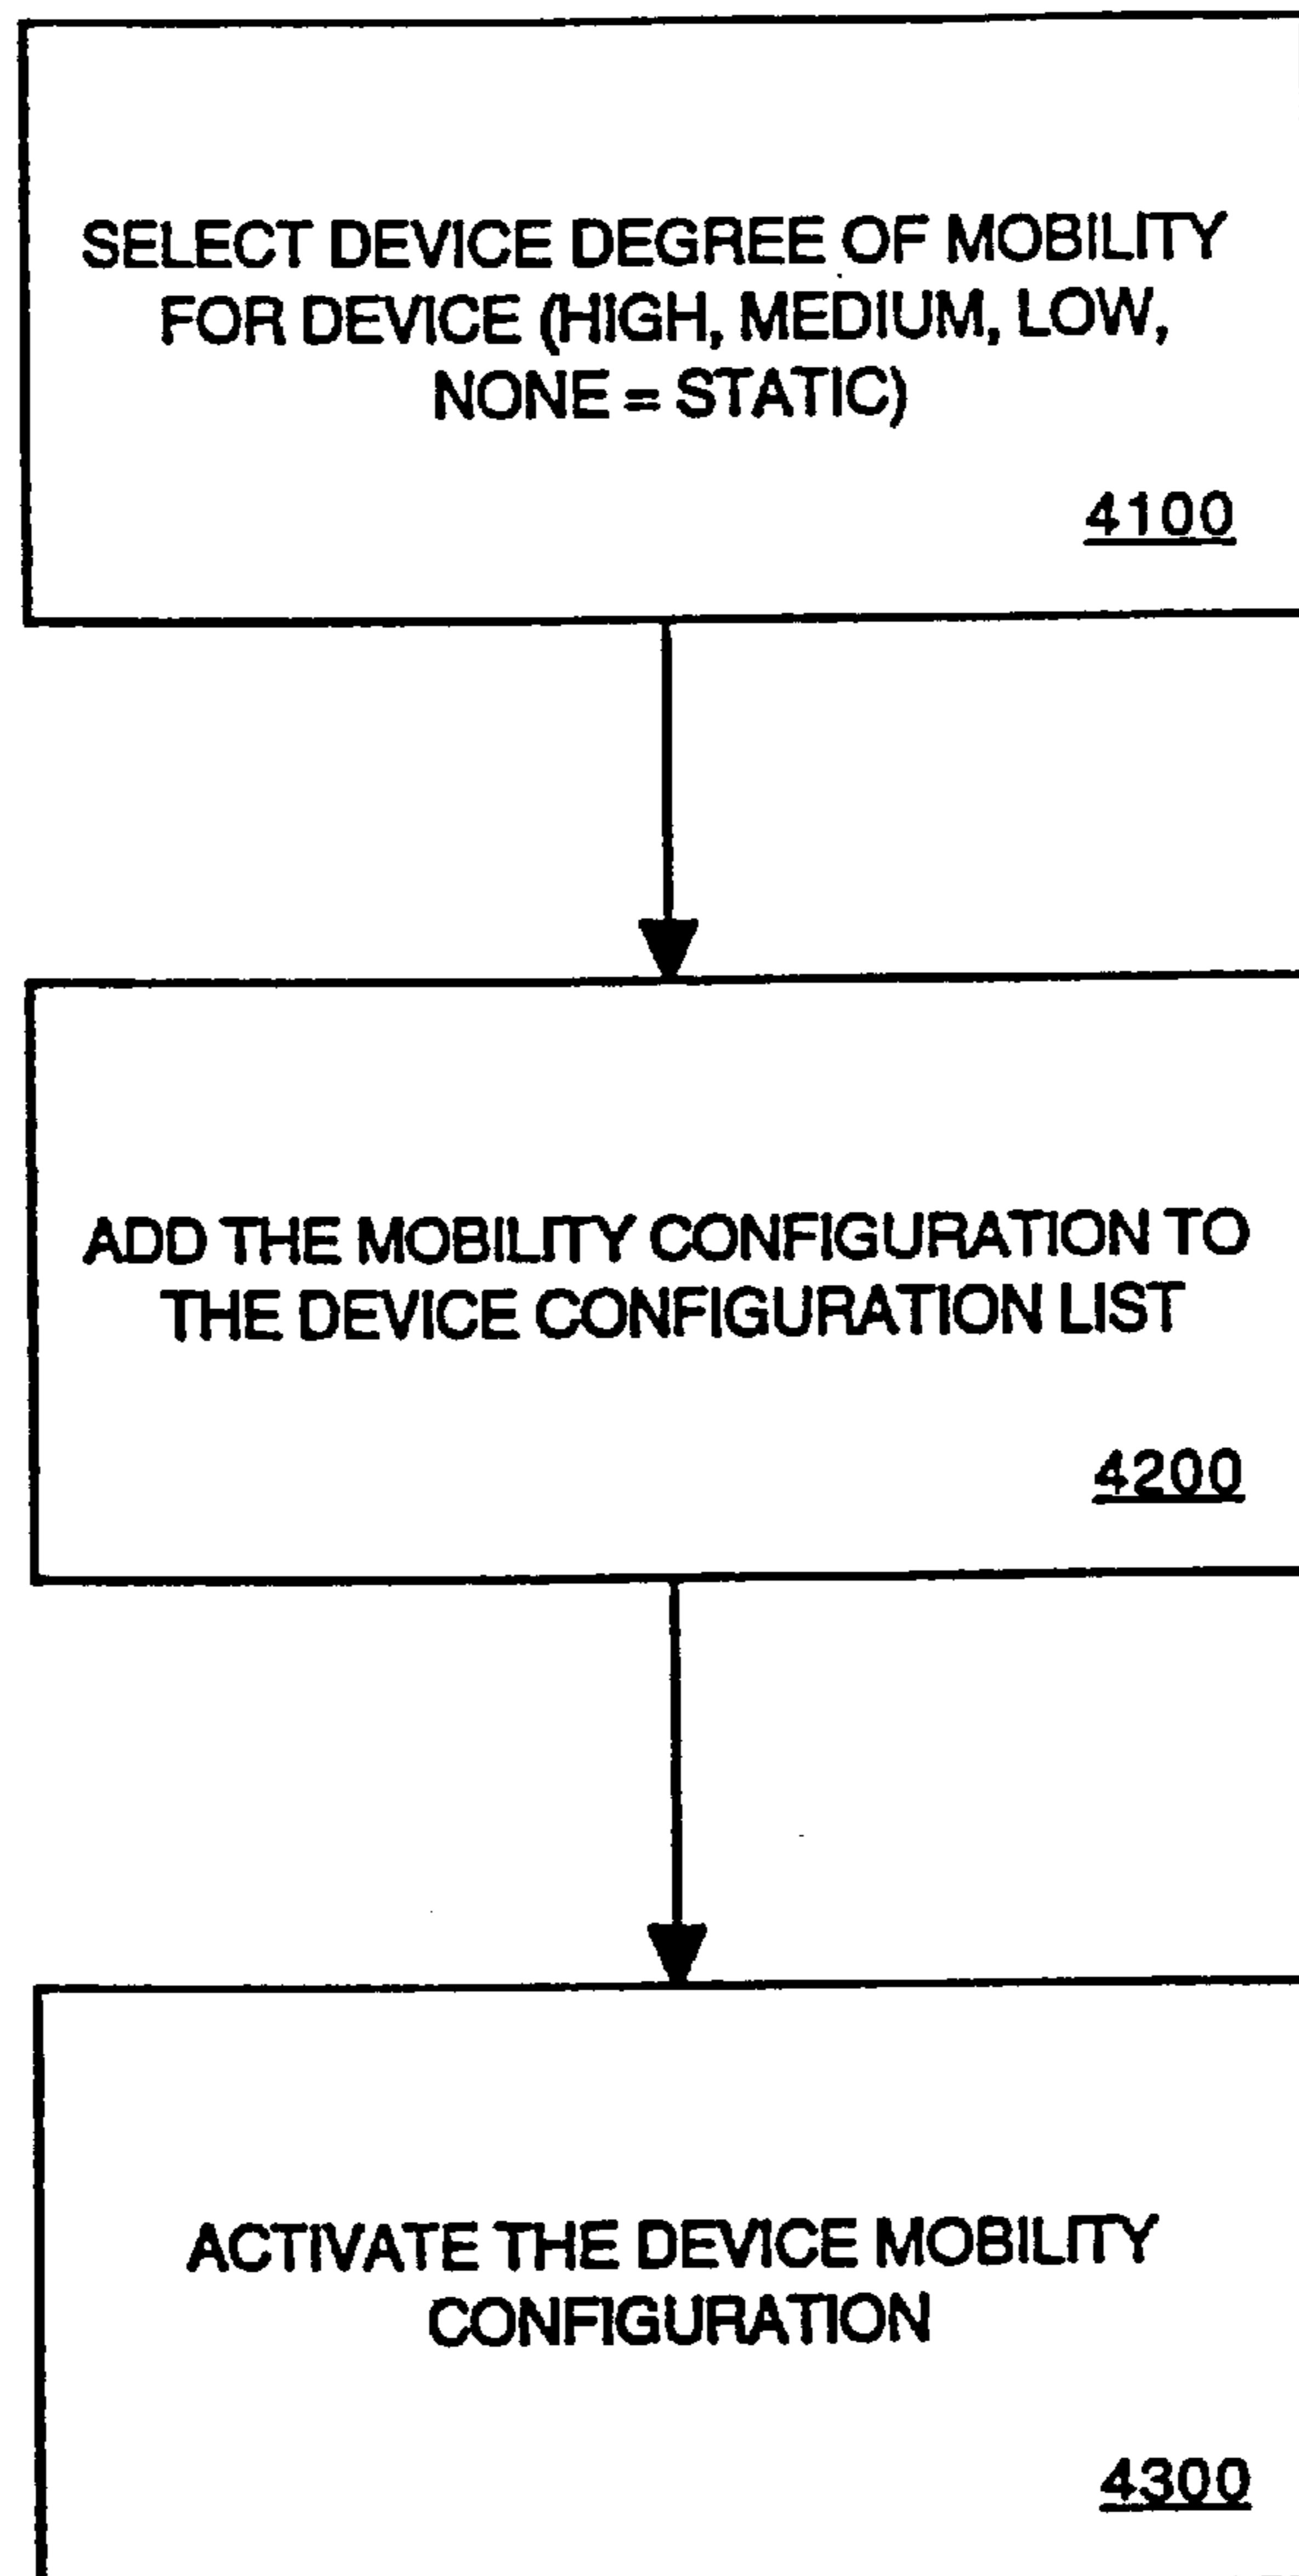 SELECT DEVICE DEGREE OF MOBILITY
FOR DEVICE (HIGH, MEDIUM, LOW,
NONE = STATIC)
4100
ADD THE MOBILITY CONFIGURATION TO
THE DEVICE CONFIGURATION LIST
4200
ACTIVATE THE DEVICE MOBILITY
CONFIGURATION
4300